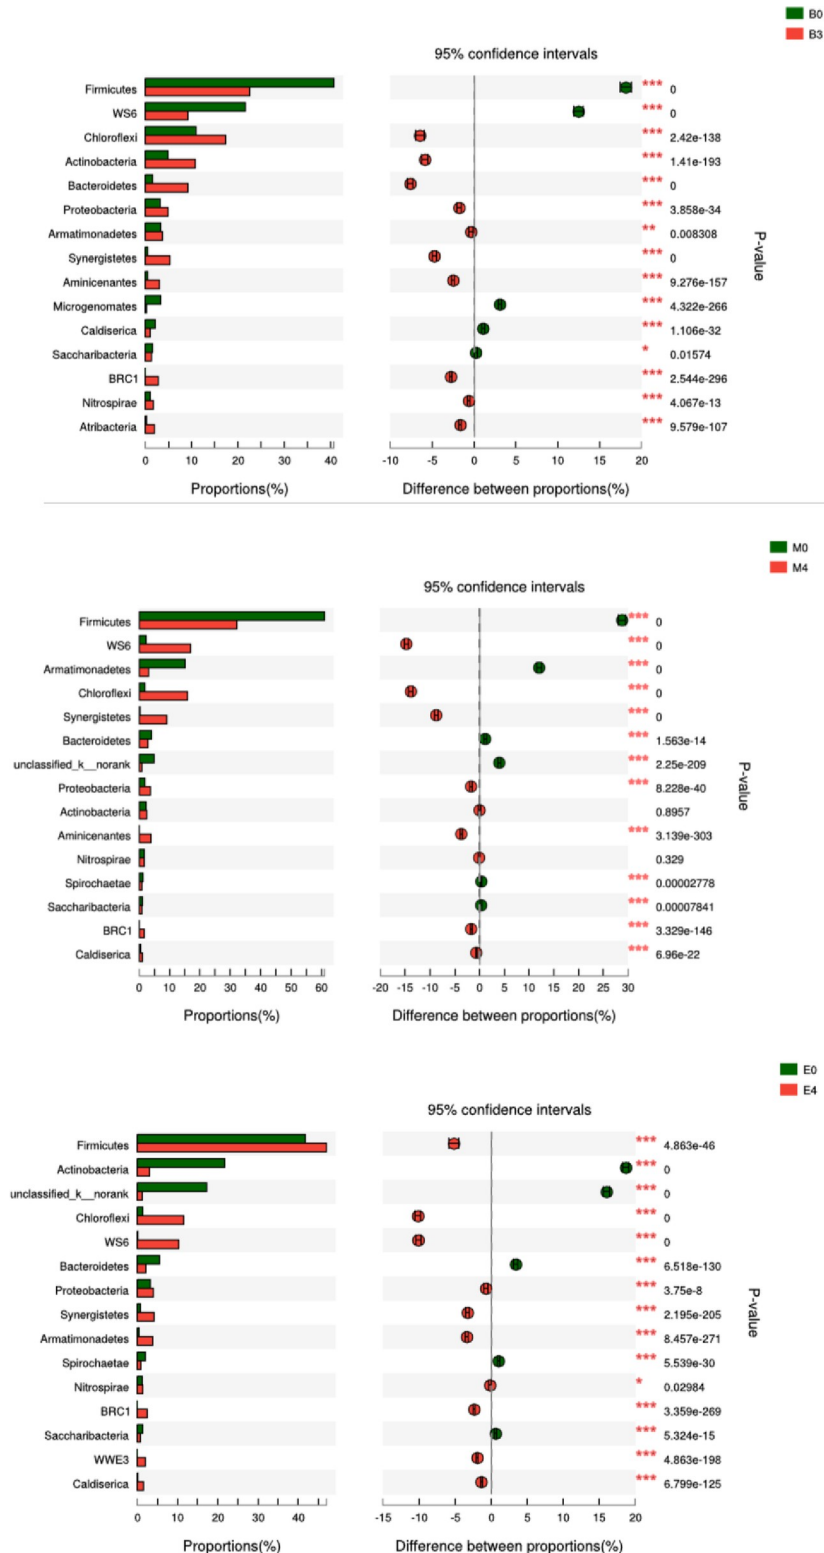 B0
B3
95% confidence intervals
Firmicutes *** 0
WS6 *** 0
Chloroflexi *** 2.42e-138
Actinobacteria *** 1.41e-193
Bacteroidetes *** 0
Proteobacteria *** 3.858e-34
Armatimonadetes ** 0.008308
Synergistetes *** 0
Aminicenantes *** 9.276e-157
Microgenomates *** 4.322e-266
Caldiserica *** 1.106e-32
Saccharibacteria * 0.01574
BRC1 *** 2.544e-296
Nitrospirae *** 4.067e-13
Atribacteria *** 9.579e-107
P-value
0 10 20 30 40 -10 -5 0 5 10 15 20
Proportions(%) Difference between proportions(%)
M0
M4
95% confidence intervals
Firmicutes *** 0
WS6 *** 0
Armatimonadetes *** 0
Chloroflexi *** 0
Synergistetes *** 0
Bacteroidetes *** 1.563e-14
unclassified_k__norank *** 2.25e-209
Proteobacteria *** 8.228e-40
Actinobacteria 0.8957
Aminicenantes *** 3.139e-303
Nitrospirae 0.329
Spirochaetae *** 0.00002778
Saccharibacteria *** 0.00007841
BRC1 *** 3.329e-146
Caldiserica *** 6.96e-22
P-value
0 10 20 30 40 50 60 -20 -15 -10 -5 0 5 10 15 20 25 30
Proportions(%) Difference between proportions(%)
E0
E4
95% confidence intervals
Firmicutes *** 4.863e-46
Actinobacteria *** 0
unclassified_k__norank *** 0
Chloroflexi *** 0
WS6 *** 0
Bacteroidetes *** 6.518e-130
Proteobacteria *** 3.75e-8
Synergistetes *** 2.195e-205
Armatimonadetes *** 8.457e-271
Spirochaetae *** 5.539e-30
Nitrospirae * 0.02984
BRC1 *** 3.359e-269
Saccharibacteria *** 5.324e-15
WWE3 *** 4.863e-198
Caldiserica *** 6.799e-125
P-value
0 10 20 30 40 -15 -10 -5 0 5 10 15 20
Proportions(%) Difference between proportions(%)